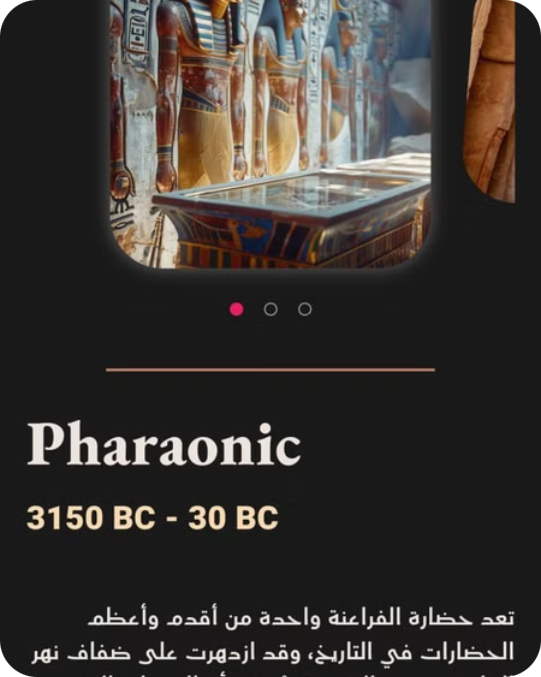 Pharaonic
3150 BC - 30 BC
تعد حضارة الفراعنة واحدة من أقدم وأعظم
الحضارات في التاريخ، وقد ازدهرت على ضفاف نهر